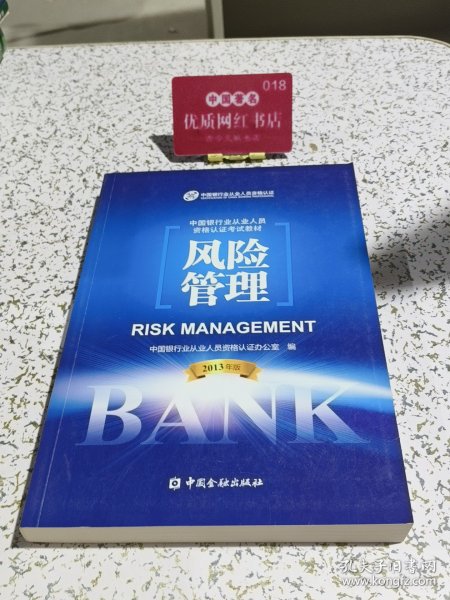 018
中国著名
优质网红书店
中国银行业从业人员资格认证
中国银行业从业人员
资格认证考试教材
风险
管理
RISK MANAGEMENT
中国银行业从业人员资格认证办公室 编
2013年版
BANK
中国金融出版社
孔夫子旧书网
www.kongfz.com